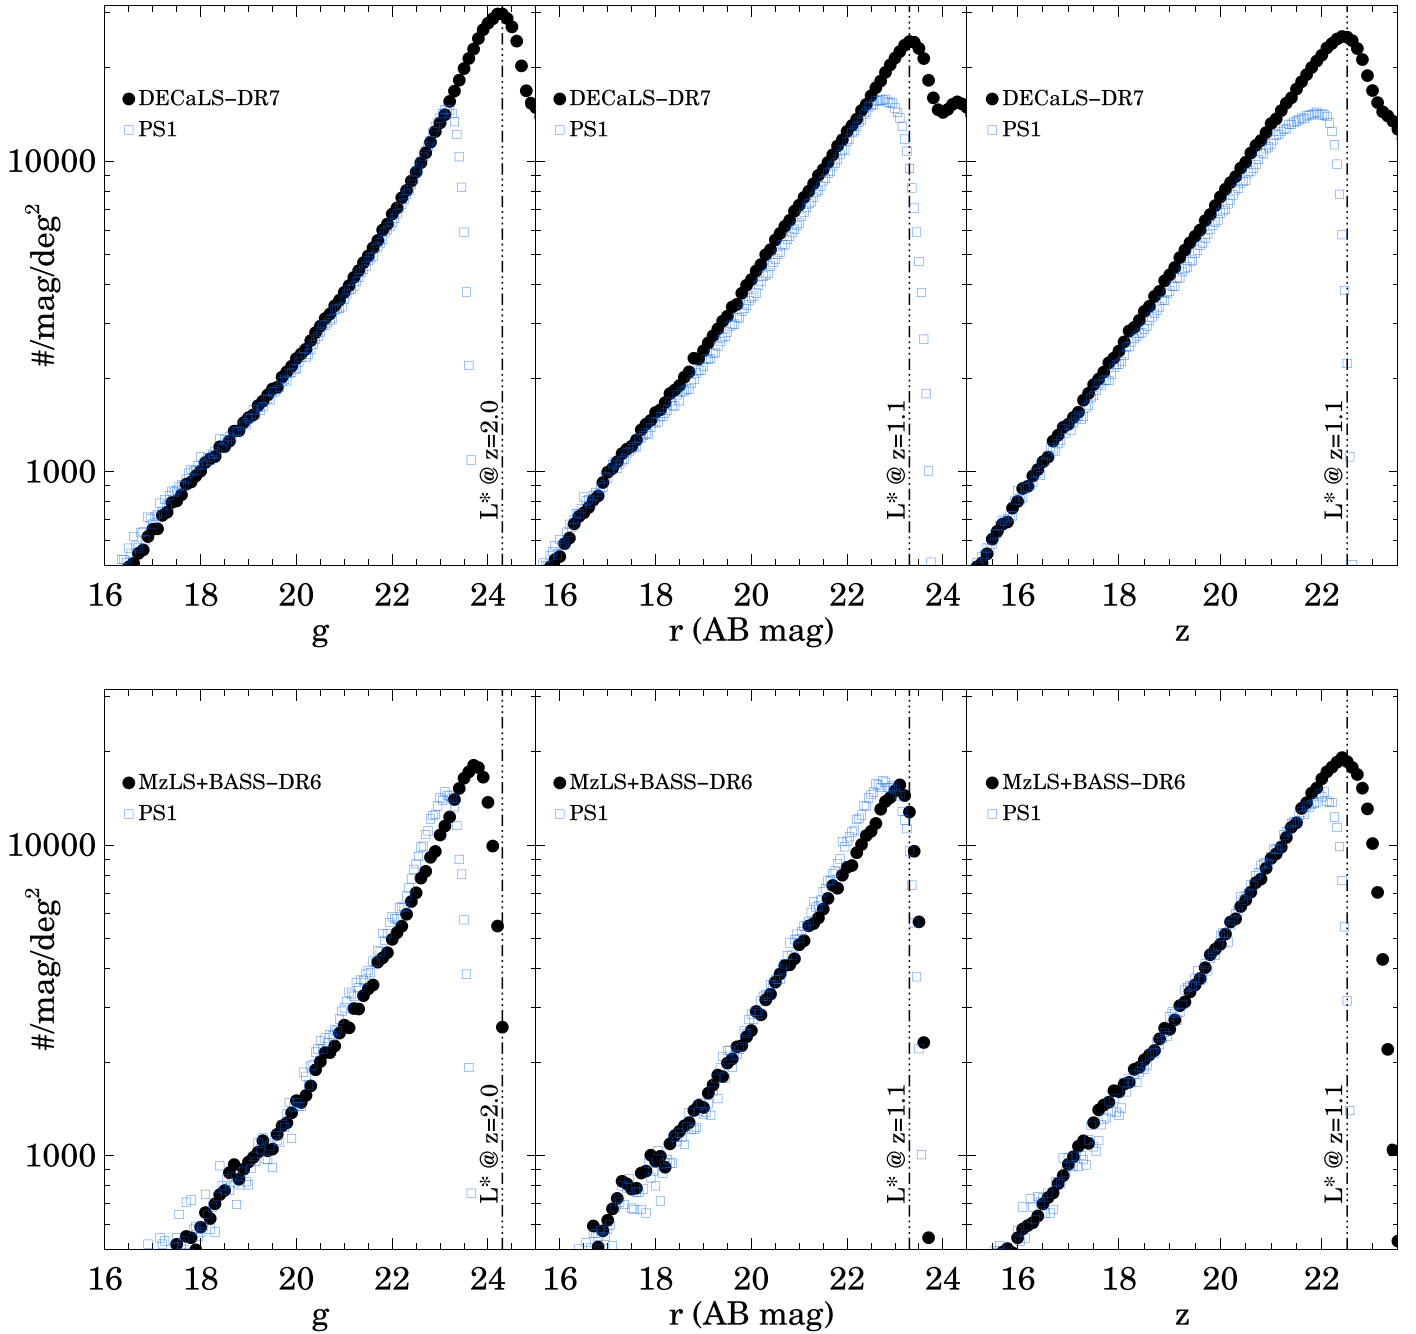 DECaLS−DR7
PS1
DECaLS−DR7
PS1
DECaLS−DR7
PS1
10000
1000
#/mag/deg²
L* @ z=2.0
L* @ z=1.1
L* @ z=1.1
16 18 20 22 24
16 18 20 22 24
16 18 20 22
g
r (AB mag)
z
MzLS+BASS−DR6
PS1
MzLS+BASS−DR6
PS1
MzLS+BASS−DR6
PS1
10000
1000
#/mag/deg²
L* @ z=2.0
L* @ z=1.1
L* @ z=1.1
16 18 20 22 24
16 18 20 22 24
16 18 20 22
g
r (AB mag)
z